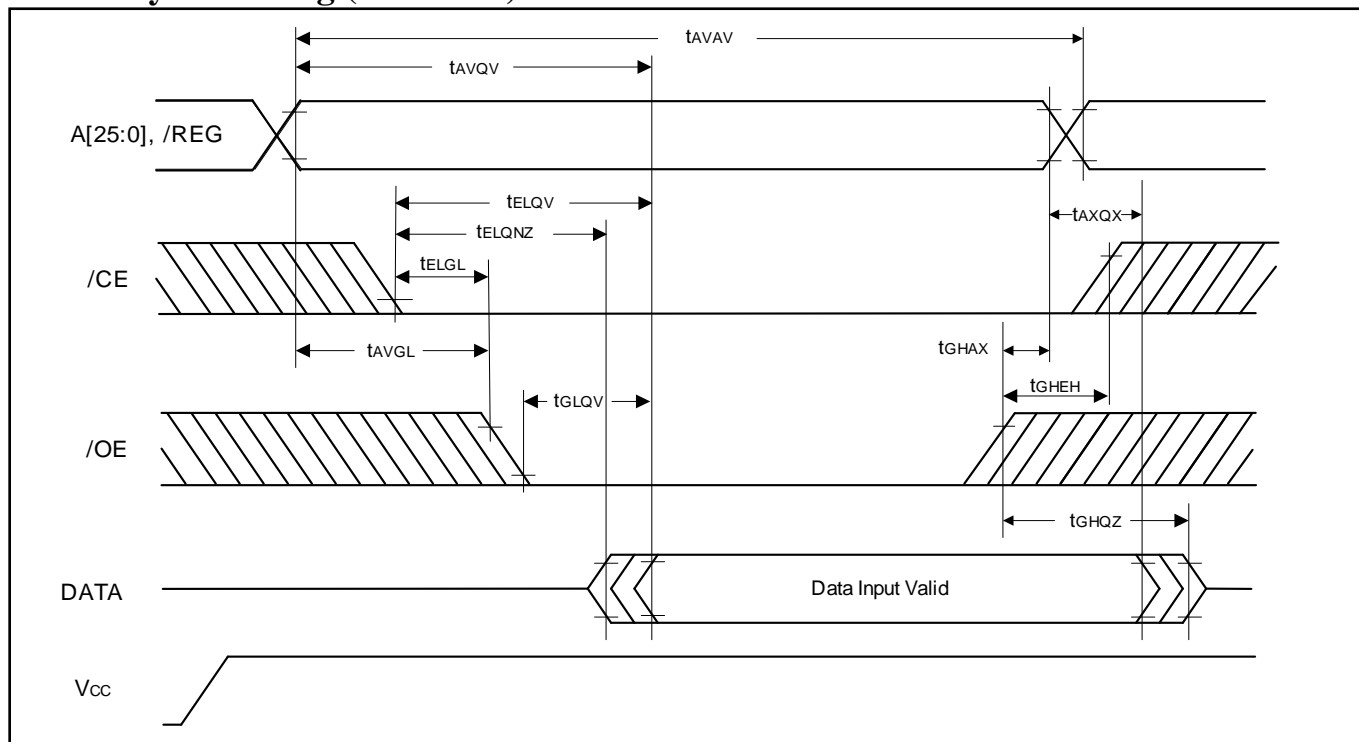 tAVAV
tAVQV
A[25:0], /REG
tELQV
tAXQX
tELQNZ
tELGL
/CE
tAVGL
tGHAX
tGHEH
tGLQV
/OE
tGHQZ
DATA
Data Input Valid
Vcc